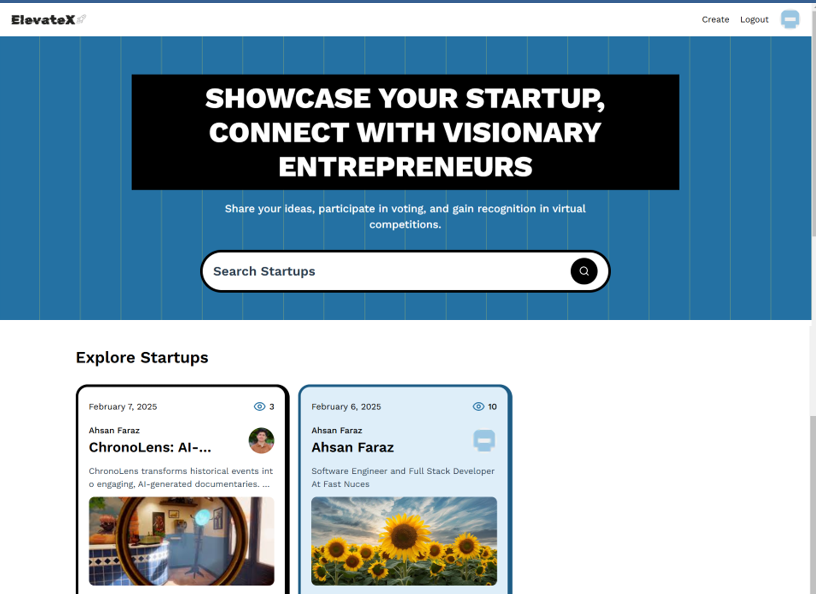 ElevateX
Create
Logout
SHOWCASE YOUR STARTUP,
CONNECT WITH VISIONARY
ENTREPRENEURS
Share your ideas, participate in voting, and gain recognition in virtual
competitions.
Search Startups
Explore Startups
February 7, 2025
3
Ahsan Faraz
ChronoLens: AI-...
ChronoLens transforms historical events int
o engaging, AI-generated documentaries. ...
February 6, 2025
10
Ahsan Faraz
Ahsan Faraz
Software Engineer and Full Stack Developer
At Fast Nuces